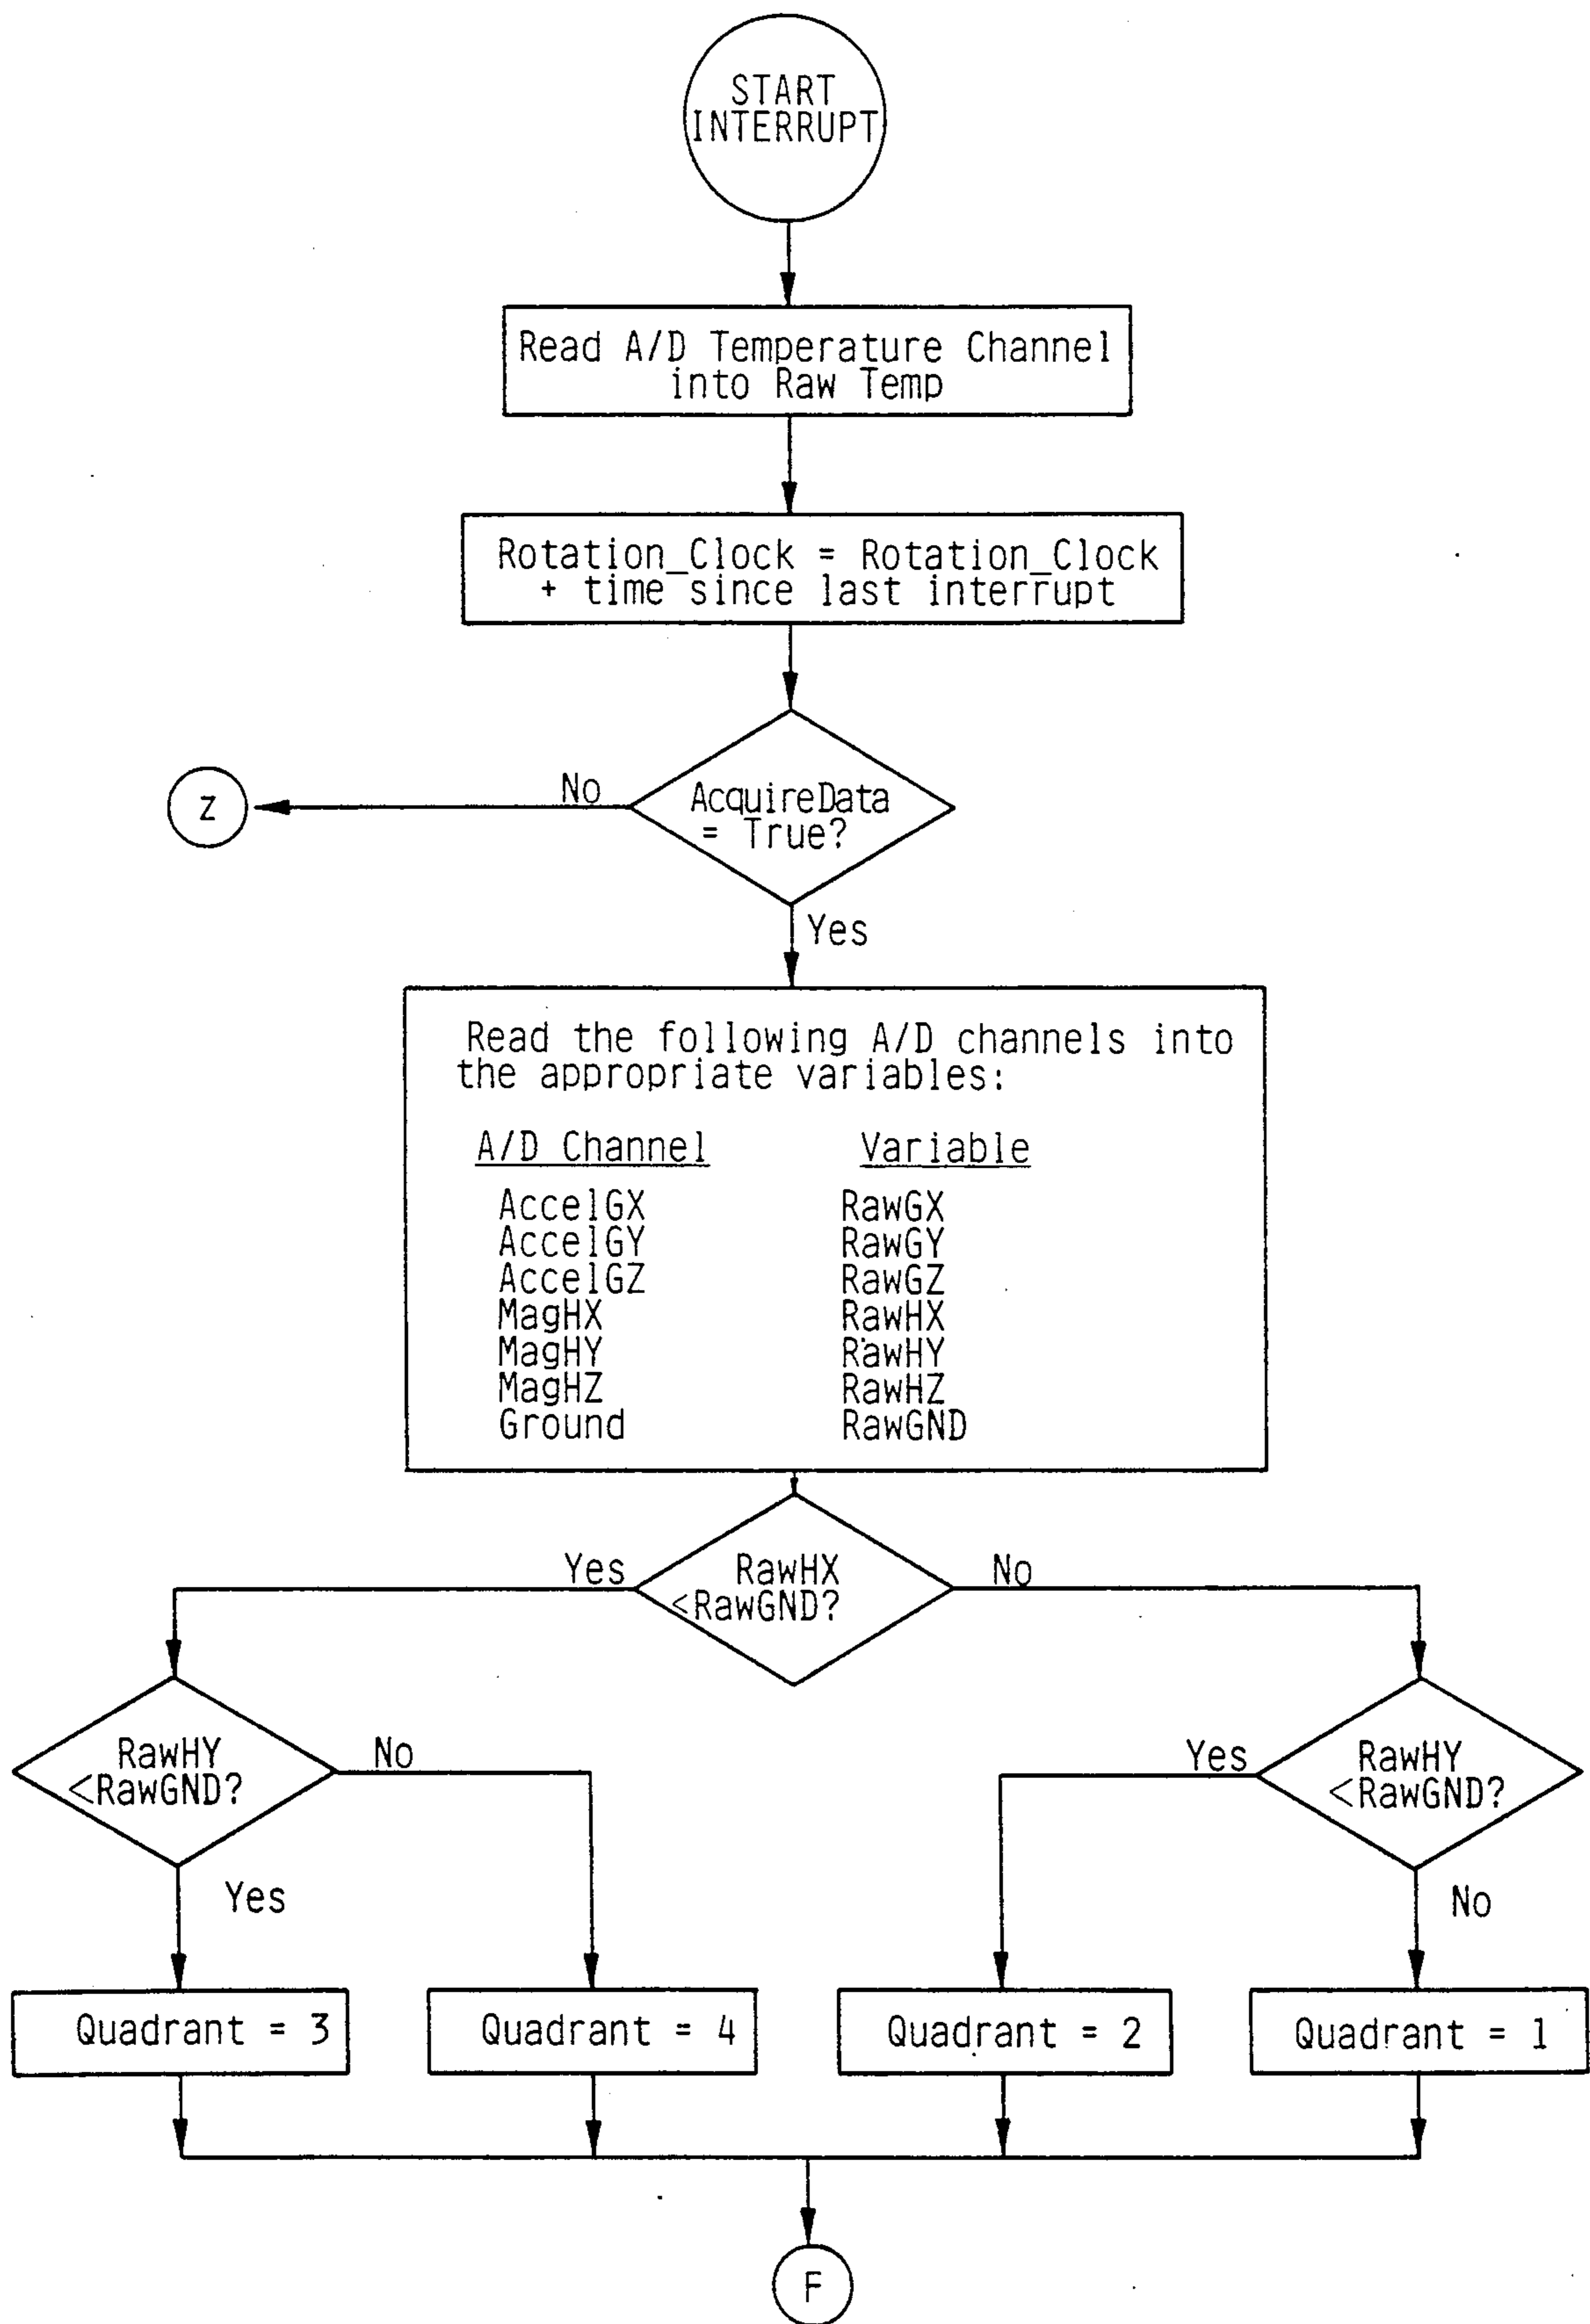 START
INTERRUPT
Read A/D Temperature Channel
into Raw Temp
Rotation_Clock = Rotation_Clock
+ time since last interrupt
AcquireData
= True?
No
Z
Yes
Read the following A/D channels into
the appropriate variables:
A/D Channel Variable
AccelGX RawGX
AccelGY RawGY
AccelGZ RawGZ
MagHX RawHX
MagHY RawHY
MagHZ RawHZ
Ground RawGND
Yes
RawHX
<RawGND?
No
RawHY
<RawGND?
No
Yes
Yes
RawHY
<RawGND?
No
Quadrant = 3
Quadrant = 4
Quadrant = 2
Quadrant = 1
F